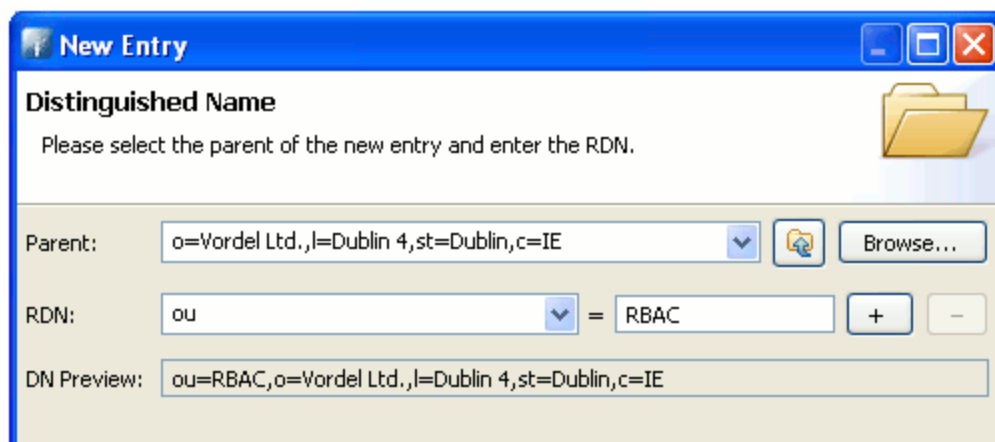 New Entry
Distinguished Name
Please select the parent of the new entry and enter the RDN.
Parent: o=Vordel Ltd.,l=Dublin 4,st=Dublin,c=IE Browse...
RDN: ou = RBAC + -
DN Preview: ou=RBAC,o=Vordel Ltd.,l=Dublin 4,st=Dublin,c=IE